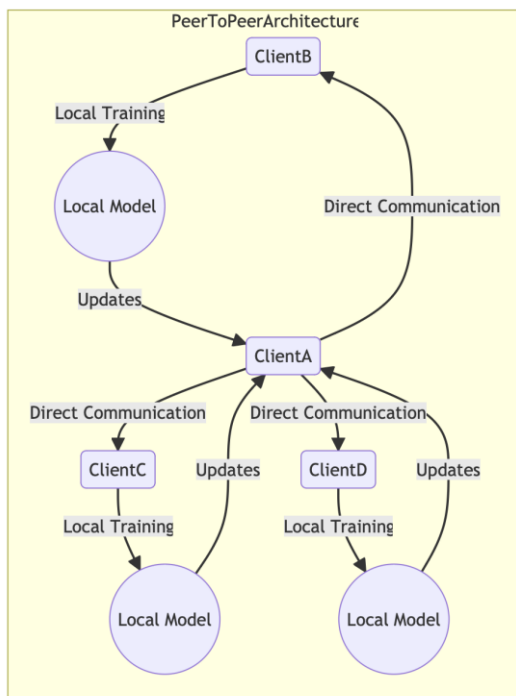 PeerToPeerArchitecture
ClientB
Local Training
Local Model
Direct Communication
Updates
ClientA
Direct Communication
Direct Communication
ClientC
Updates
ClientD
Updates
Local Training
Local Training
Local Model
Local Model